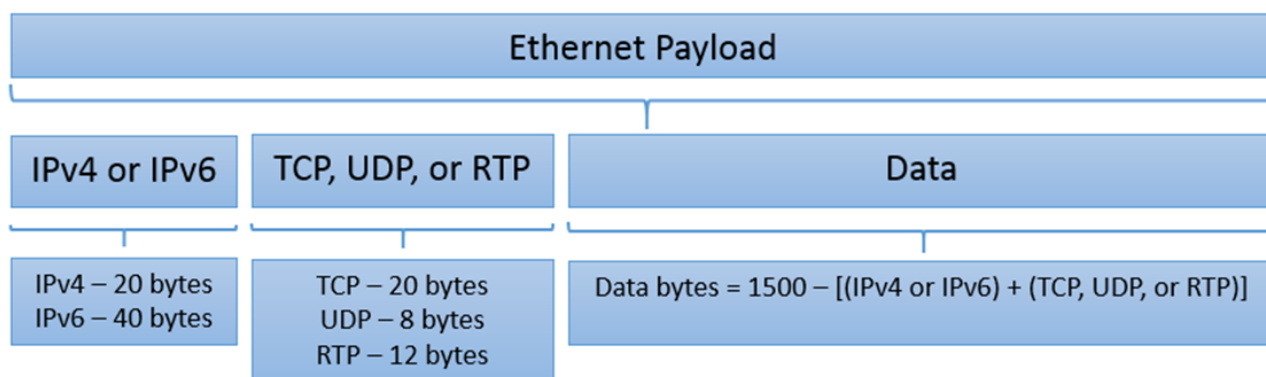 Ethernet Payload
IPv4 or IPv6
TCP, UDP, or RTP
Data
IPv4 – 20 bytes
IPv6 – 40 bytes
TCP – 20 bytes
UDP – 8 bytes
RTP – 12 bytes
Data bytes = 1500 – [(IPv4 or IPv6) + (TCP, UDP, or RTP)]